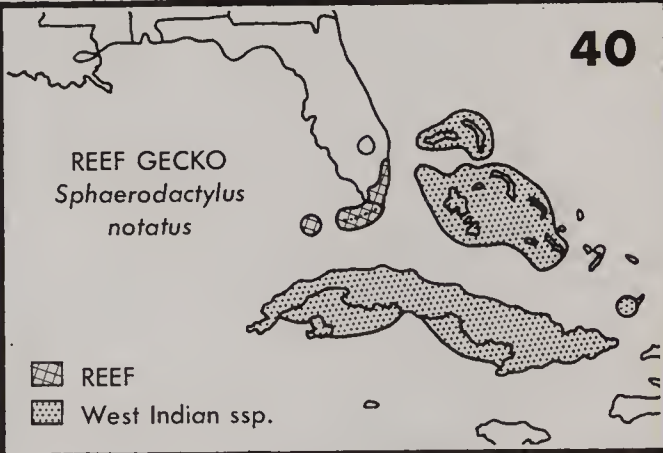 40
REEF GECKO
Sphaerodactylus
notatus
REEF
West Indian ssp.